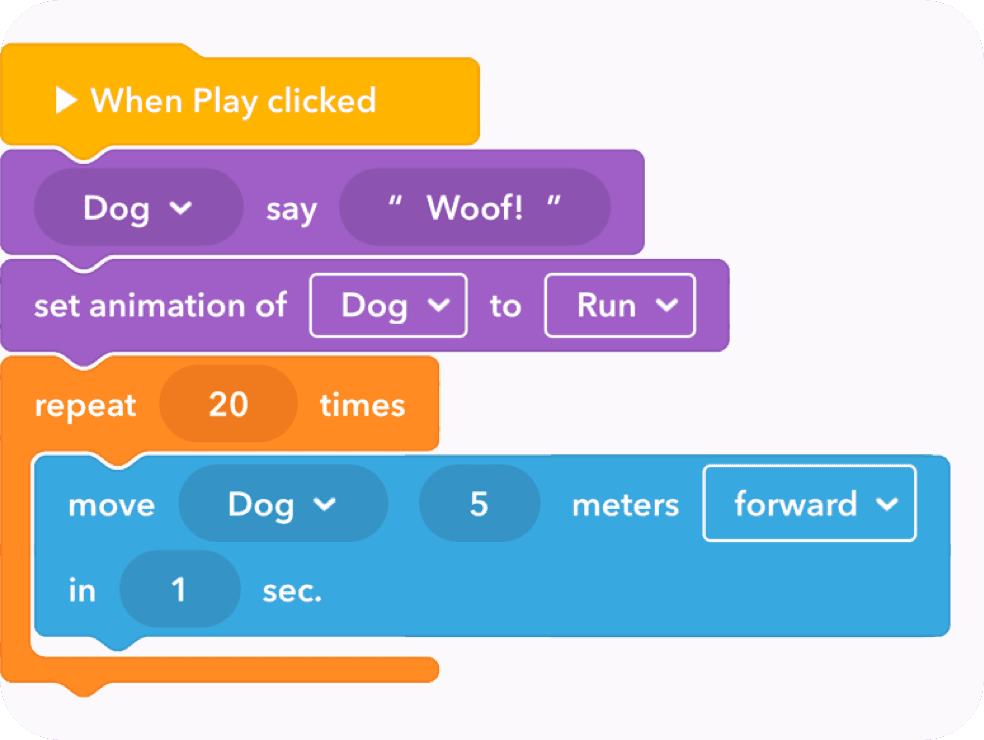 When Play clicked
Dog say “ Woof! ”
set animation of Dog to Run
repeat 20 times
move Dog 5 meters forward
in 1 sec.